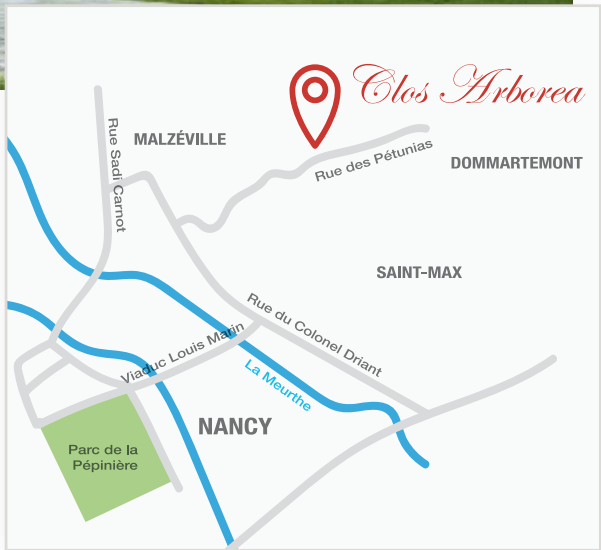 Clos Arborea
Rue Sadi Carnot
MALZÉVILLE
Rue des Pétunias
DOMMARTEMONT
SAINT-MAX
Rue du Colonel Driant
Viaduc Louis Marin
La Meurthe
NANCY
Parc de la
Pépinière